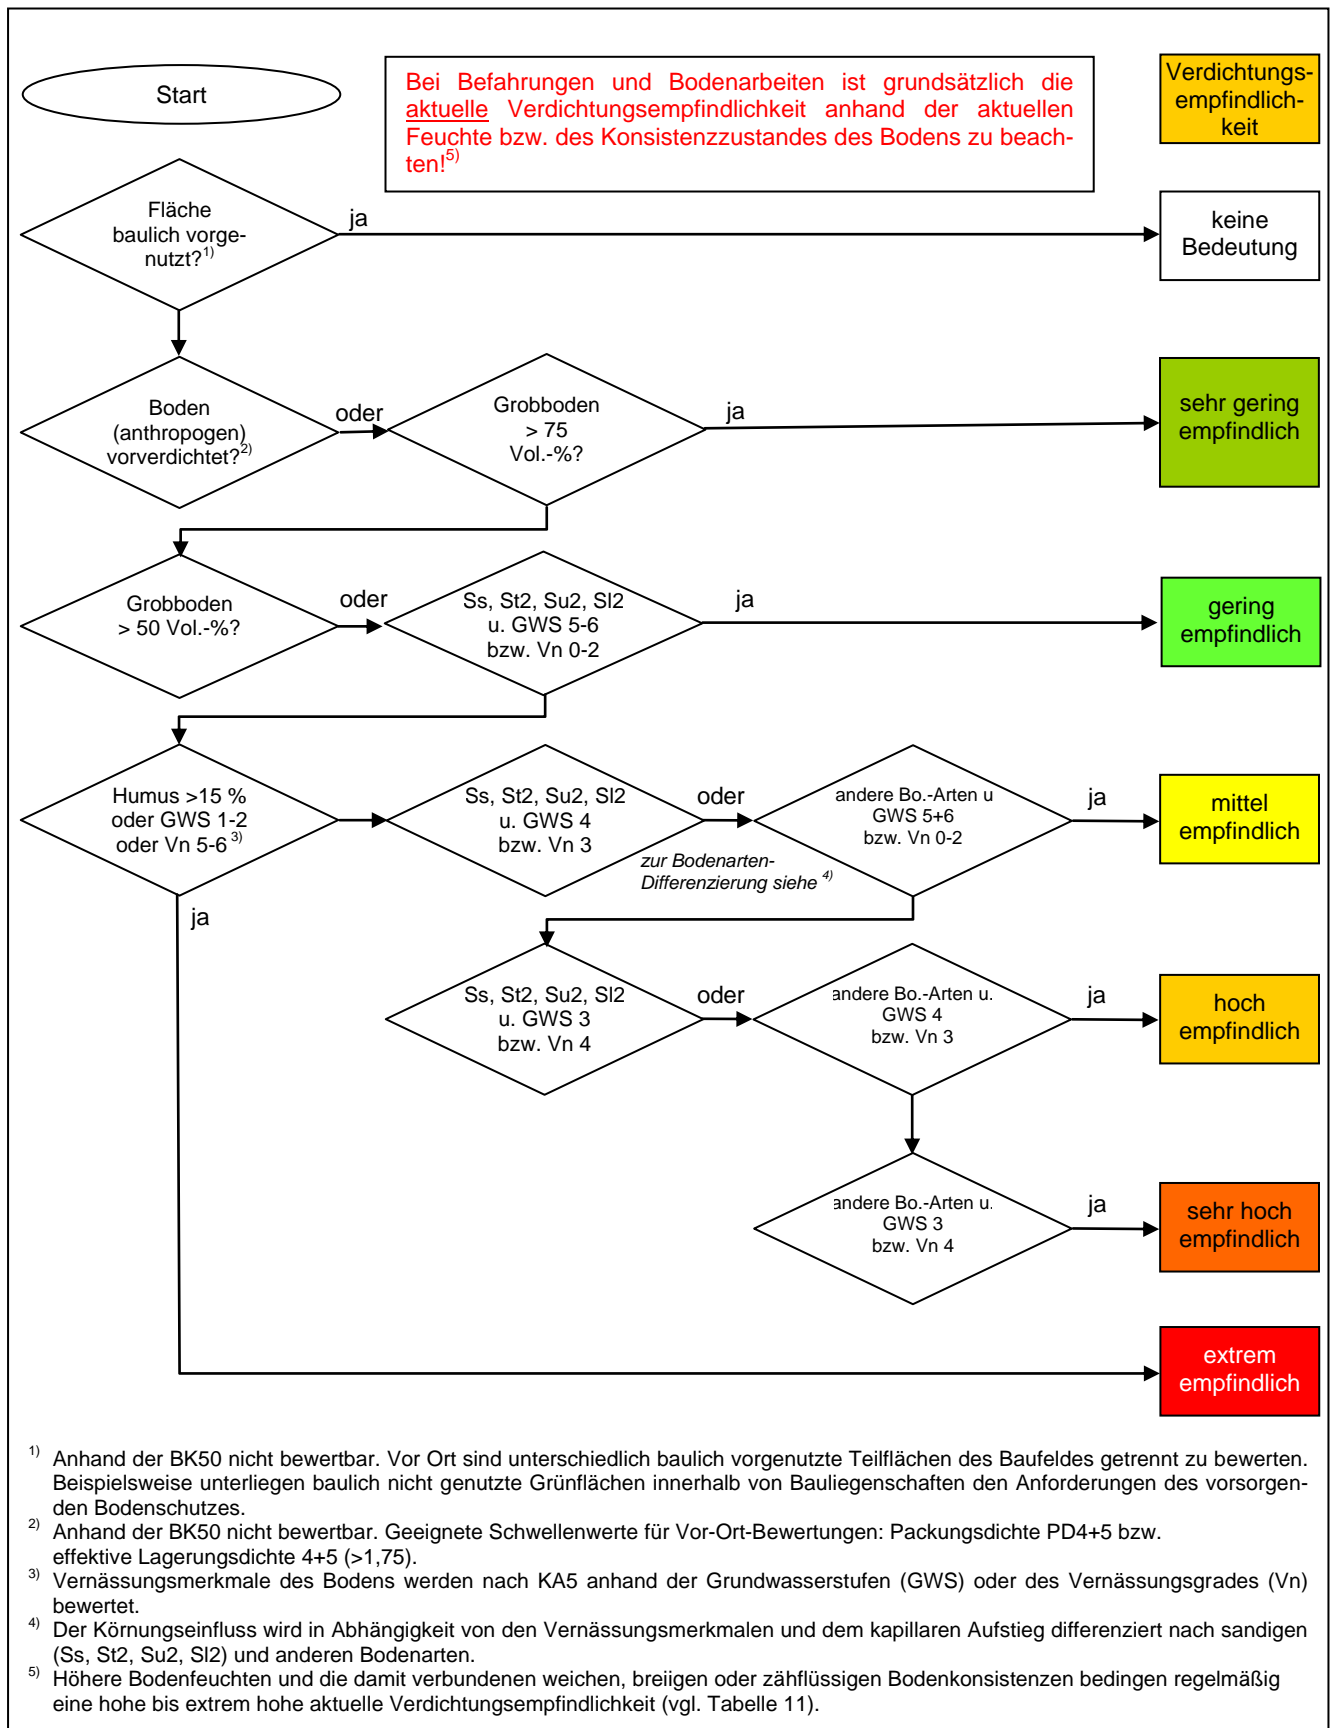 Start
Bei Befahrungen und Bodenarbeiten ist grundsätzlich die
aktuelle Verdichtungsempfindlichkeit anhand der aktuellen
Feuchte bzw. des Konsistenzzustandes des Bodens zu beach-
ten!5)
Verdichtungs-
empfindlich-
keit
Fläche
baulich vorge-
nutzt?1)
ja
keine
Bedeutung
Boden
(anthropogen)
vorverdichtet?2)
oder
Grobboden
> 75
Vol.-%?
ja
sehr gering
empfindlich
Grobboden
> 50 Vol.-%?
oder
Ss, St2, Su2, Sl2
u. GWS 5-6
bzw. Vn 0-2
ja
gering
empfindlich
Humus >15 %
oder GWS 1-2
oder Vn 5-6 3)
ja
Ss, St2, Su2, Sl2
u. GWS 4
bzw. Vn 3
oder
zur Bodenarten-
Differenzierung siehe 4)
andere Bo.-Arten u
GWS 5+6
bzw. Vn 0-2
ja
mittel
empfindlich
Ss, St2, Su2, Sl2
u. GWS 3
bzw. Vn 4
oder
andere Bo.-Arten u.
GWS 4
bzw. Vn 3
ja
hoch
empfindlich
andere Bo.-Arten u.
GWS 3
bzw. Vn 4
ja
sehr hoch
empfindlich
extrem
empfindlich
1) Anhand der BK50 nicht bewertbar. Vor Ort sind unterschiedlich baulich vorgenutzte Teilflächen des Baufeldes getrennt zu bewerten.
Beispielsweise unterliegen baulich nicht genutzte Grünflächen innerhalb von Bauliegenschaften den Anforderungen des vorsorgen-
den Bodenschutzes.
2) Anhand der BK50 nicht bewertbar. Geeignete Schwellenwerte für Vor-Ort-Bewertungen: Packungsdichte PD4+5 bzw.
effektive Lagerungsdichte 4+5 (>1,75).
3) Vernässungsmerkmale des Bodens werden nach KA5 anhand der Grundwasserstufen (GWS) oder des Vernässungsgrades (Vn)
bewertet.
4) Der Körnungseinfluss wird in Abhängigkeit von den Vernässungsmerkmalen und dem kapillaren Aufstieg differenziert nach sandigen
(Ss, St2, Su2, Sl2) und anderen Bodenarten.
5) Höhere Bodenfeuchten und die damit verbundenen weichen, breiigen oder zähflüssigen Bodenkonsistenzen bedingen regelmäßig
eine hohe bis extrem hohe aktuelle Verdichtungsempfindlichkeit (vgl. Tabelle 11).